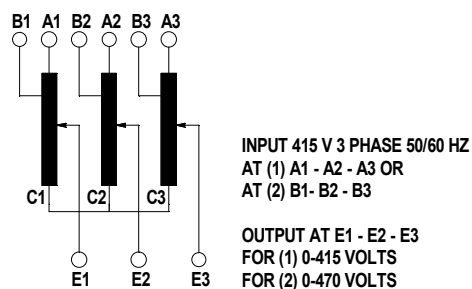 B1 A1 B2 A2 B3 A3
C1 C2 C3
E1 E2 E3
INPUT 415 V 3 PHASE 50/60 HZ
AT (1) A1 - A2 - A3 OR
AT (2) B1- B2 - B3
OUTPUT AT E1 - E2 - E3
FOR (1) 0-415 VOLTS
FOR (2) 0-470 VOLTS